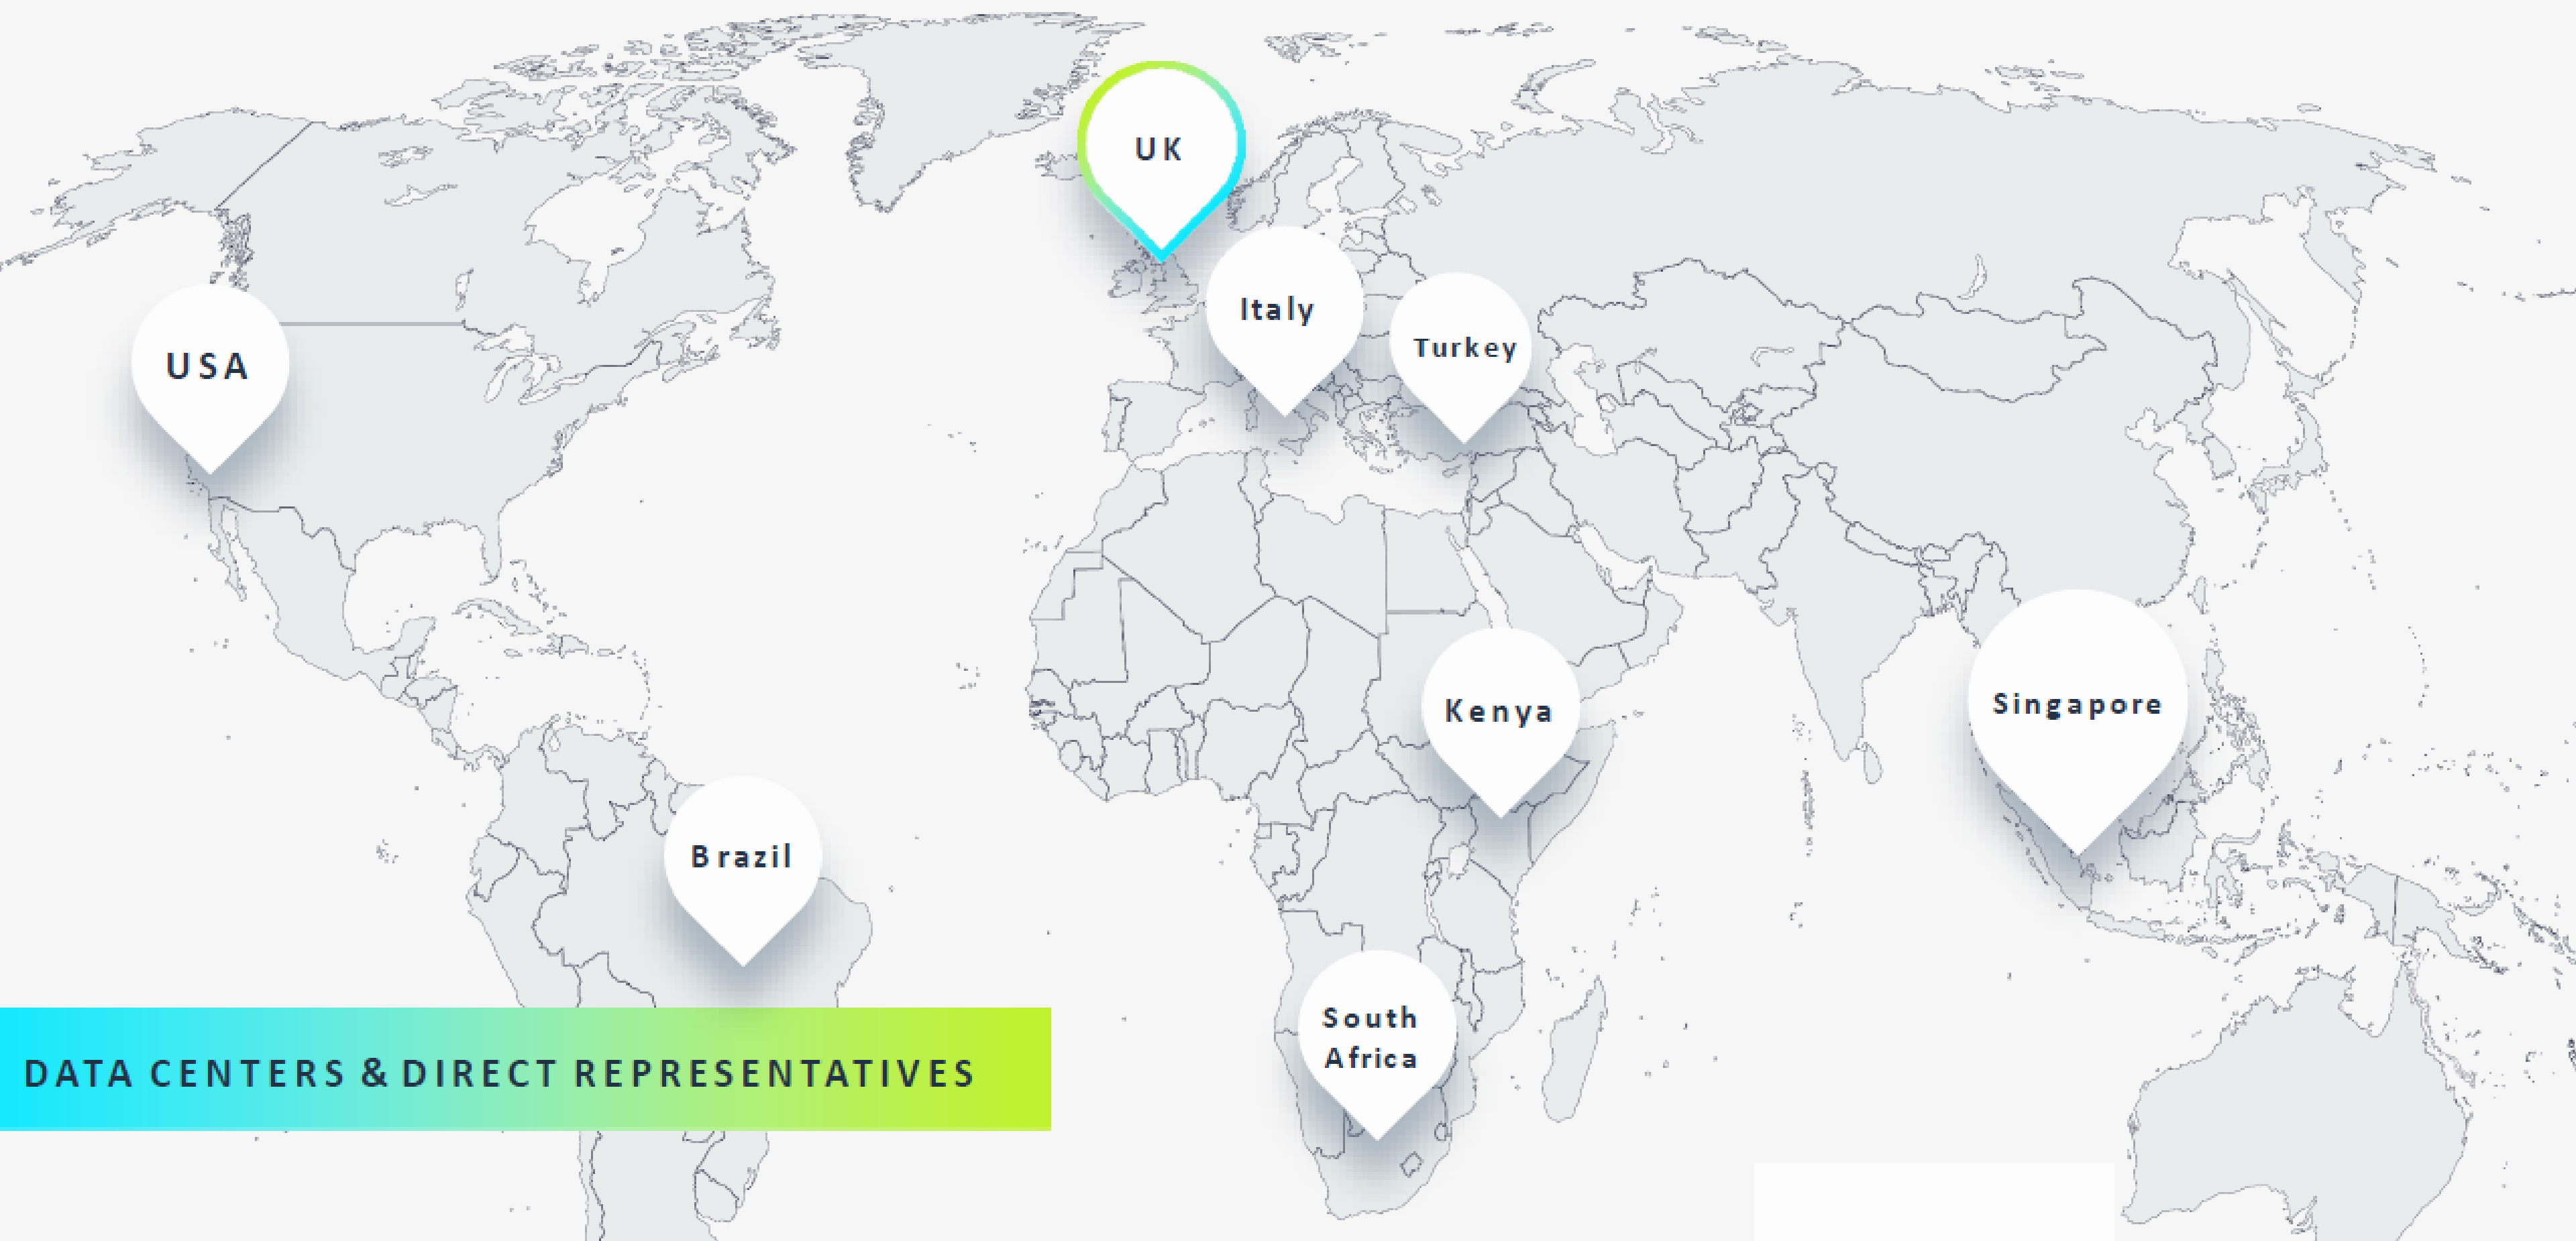 UK
Italy
Turkey
USA
Kenya
Singapore
Brazil
South
Africa
DATA CENTERS & DIRECT REPRESENTATIVES